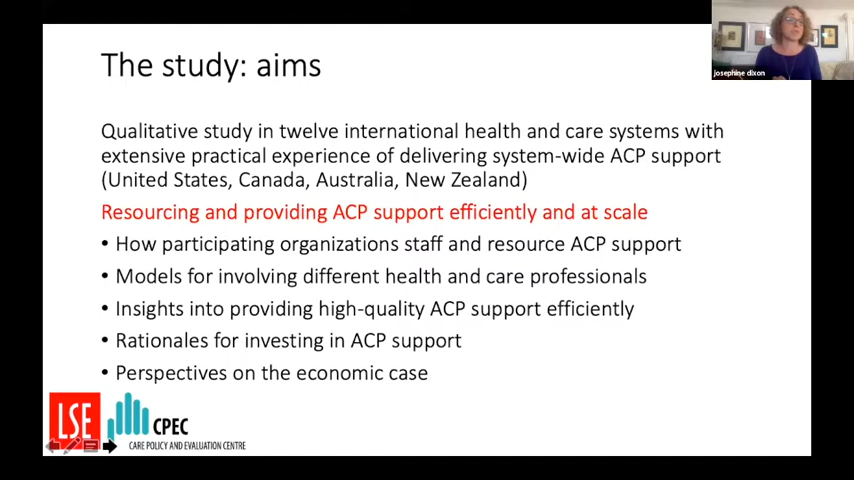 josephine dixon
The study: aims
Qualitative study in twelve international health and care systems with
extensive practical experience of delivering system-wide ACP support
(United States, Canada, Australia, New Zealand)
Resourcing and providing ACP support efficiently and at scale
• How participating organizations staff and resource ACP support
• Models for involving different health and care professionals
• Insights into providing high-quality ACP support efficiently
• Rationales for investing in ACP support
• Perspectives on the economic case
LSE
CPEC
CARE POLICY AND EVALUATION CENTRE